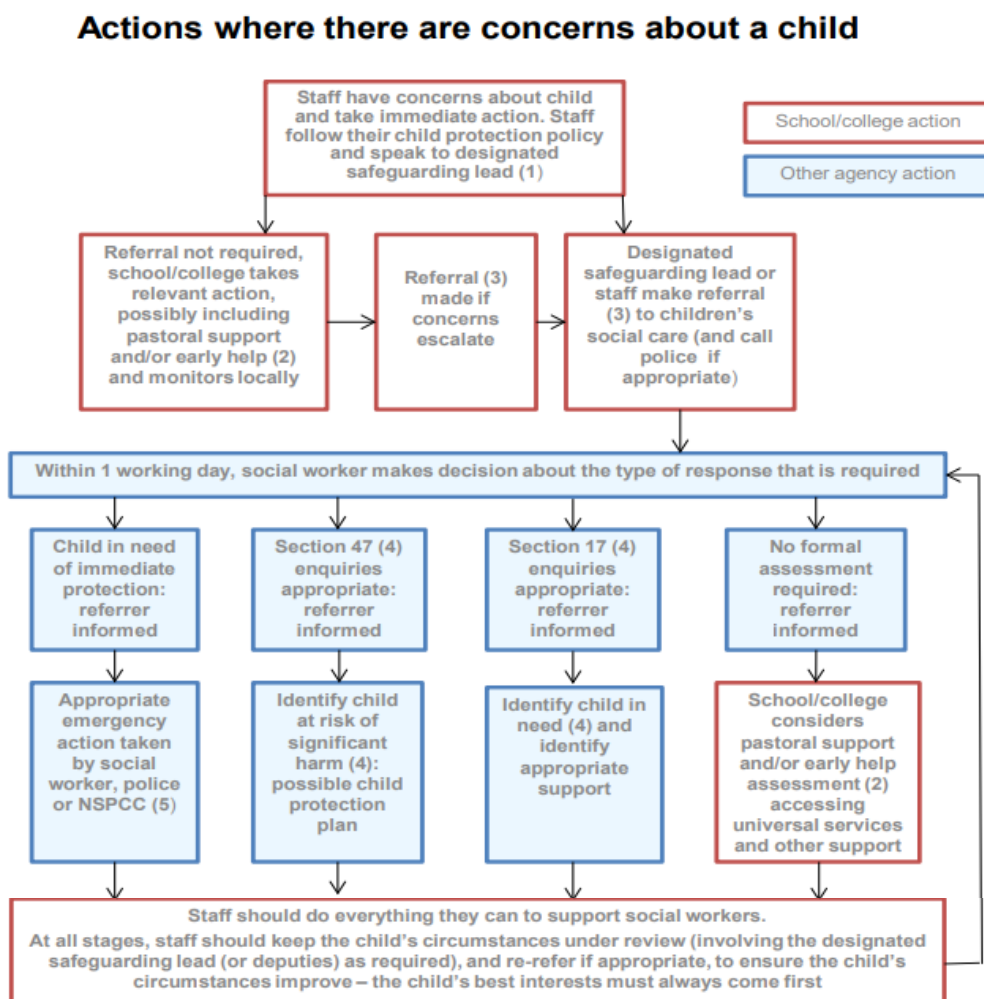 Actions where there are concerns about a child
Staff have concerns about child
and take immediate action. Staff
follow their child protection policy
and speak to designated
safeguarding lead (1)
School/college action
Other agency action
Referral not required,
school/college takes
relevant action,
possibly including
pastoral support
and/or early help (2)
and monitors locally
Referral (3)
made if
concerns
escalate
Designated
safeguarding lead or
staff make referral
(3) to children’s
social care (and call
police if
appropriate)
Within 1 working day, social worker makes decision about the type of response that is required
Child in need
of immediate
protection:
referrer
informed
Section 47 (4)
enquiries
appropriate:
referrer
informed
Section 17 (4)
enquiries
appropriate:
referrer
informed
No formal
assessment
required:
referrer
informed
Appropriate
emergency
action taken
by social
worker, police
or NSPCC (5)
Identify child
at risk of
significant
harm (4):
possible child
protection
plan
Identify child in
need (4) and
identify
appropriate
support
School/college
considers
pastoral support
and/or early help
assessment (2)
accessing
universal services
and other support
Staff should do everything they can to support social workers.
At all stages, staff should keep the child’s circumstances under review (involving the designated
safeguarding lead (or deputies) as required), and re-refer if appropriate, to ensure the child’s
circumstances improve – the child’s best interests must always come first